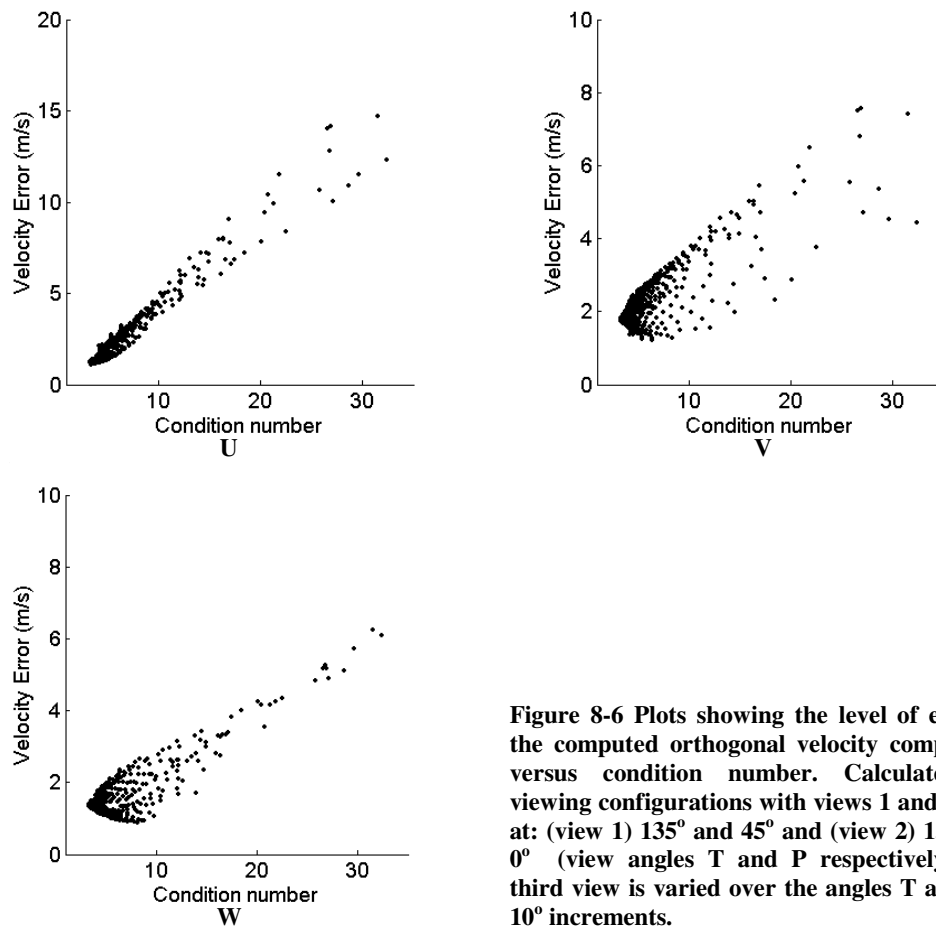 20
15
10
5
0
Velocity Error (m/s)
10 20 30
Condition number
U
10
8
6
4
2
0
Velocity Error (m/s)
10 20 30
Condition number
V
10
8
6
4
2
0
Velocity Error (m/s)
10 20 30
Condition number
W
Figure 8-6 Plots showing the level of
the computed orthogonal velocity
versus condition number.
viewing configurations with views 1 and
at: (view 1) 135° and 45° and (view 2)
0° (view angles T and P respectively
third view is varied over the angles T
10° increments.